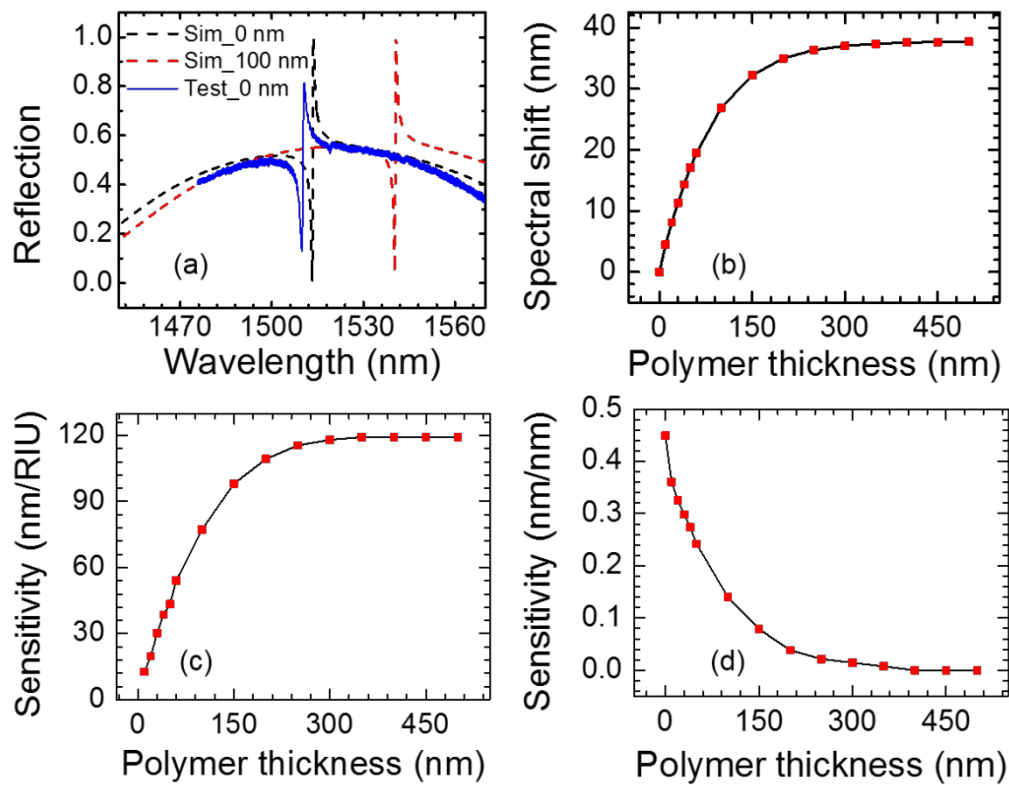 1.0
0.8
0.6
0.4
0.2
0.0
Reflection
Sim_0 nm
Sim_100 nm
Test_0 nm
(a)
1470 1500 1530 1560
Wavelength (nm)
40
30
20
10
0
Spectral shift (nm)
(b)
0 150 300 450
Polymer thickness (nm)
120
90
60
30
0
Sensitivity (nm/RIU)
(c)
0 150 300 450
Polymer thickness (nm)
0.5
0.4
0.3
0.2
0.1
0.0
Sensitivity (nm/nm)
(d)
0 150 300 450
Polymer thickness (nm)